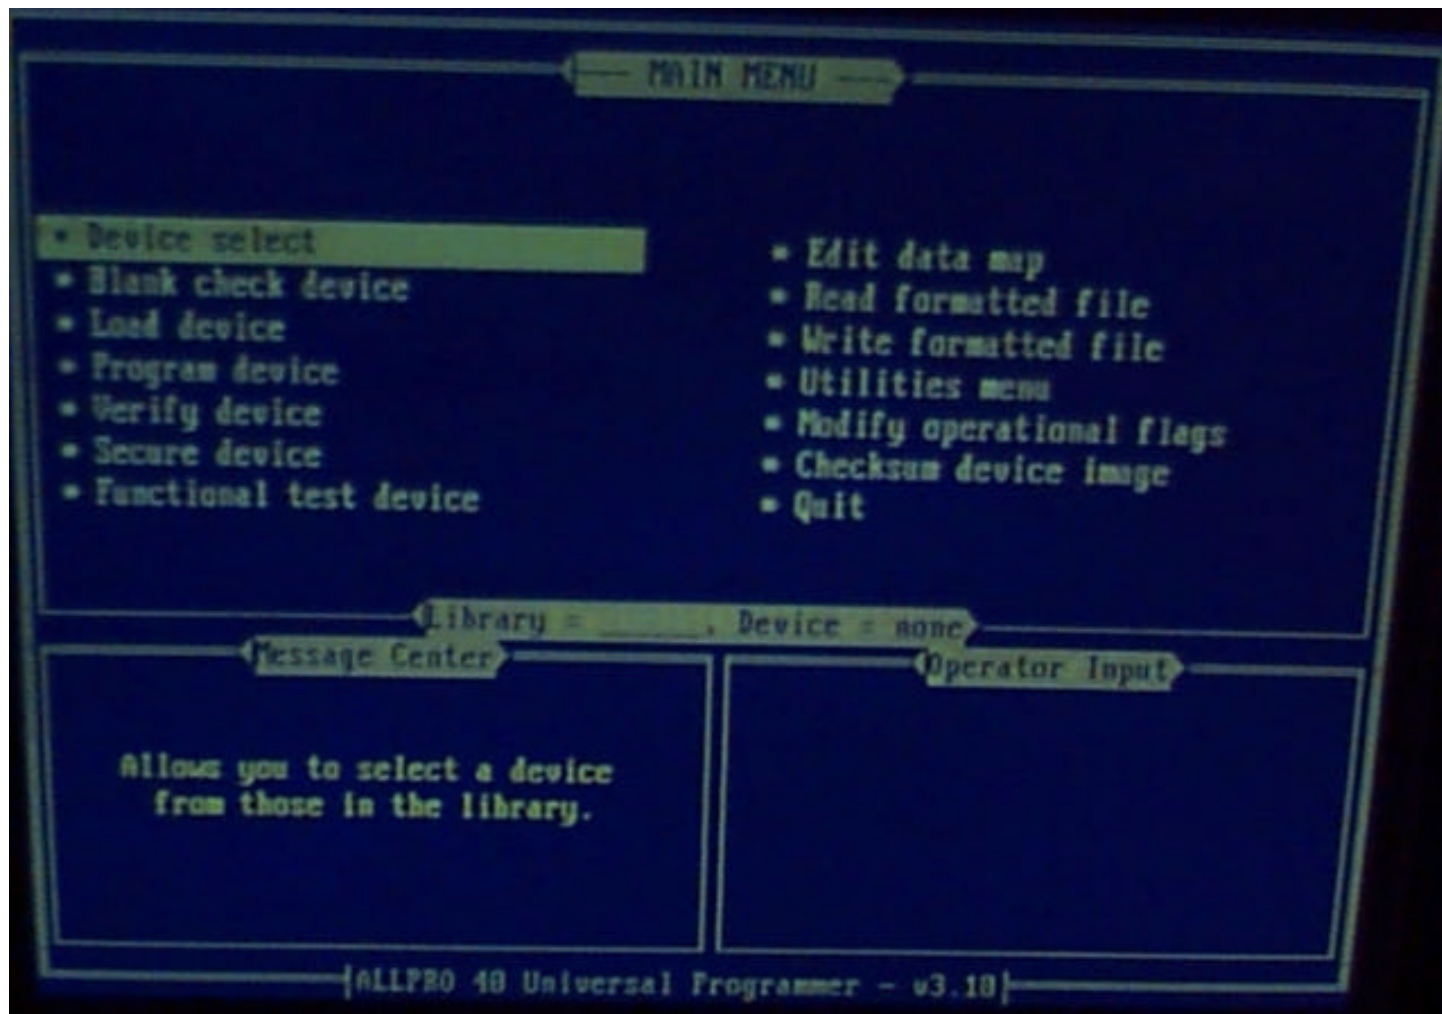 MAIN MENU
• Device select
• Blank check device
• Load device
• Program device
• Verify device
• Secure device
• Functional test device
• Edit data map
• Read formatted file
• Write formatted file
• Utilities menu
• Modify operational flags
• Checksum device image
• Quit
Library = ______, Device = none
Message Center
Allows you to select a device
from those in the library.
Operator Input
ALLPRO 40 Universal Programmer - v3.10